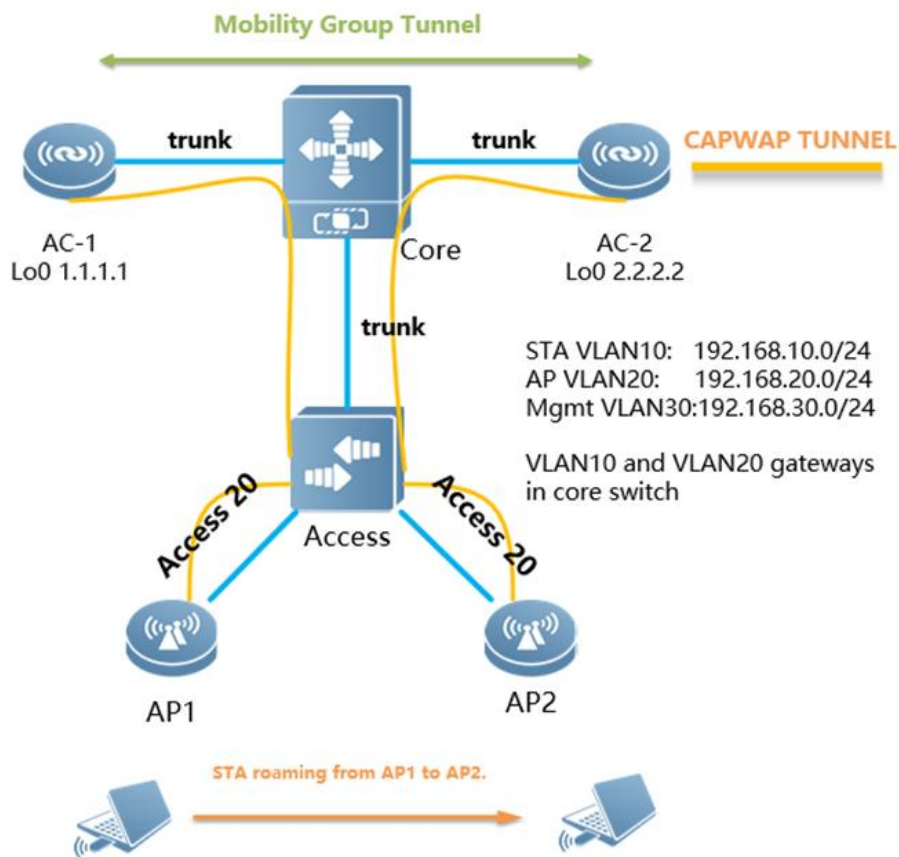 Mobility Group Tunnel
trunk
trunk
CAPWAP TUNNEL
AC-1
Lo0 1.1.1.1
Core
AC-2
Lo0 2.2.2.2
trunk
STA VLAN10: 192.168.10.0/24
AP VLAN20: 192.168.20.0/24
Mgmt VLAN30:192.168.30.0/24
VLAN10 and VLAN20 gateways
in core switch
Access 20
Access
Access 20
AP1
AP2
STA roaming from AP1 to AP2.